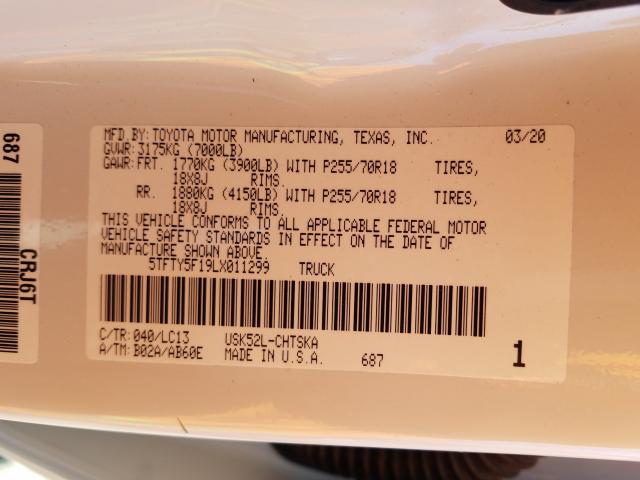 MFD.BY: TOYOTA MOTOR MANUFACTURING, TEXAS, INC. 03/20
GVWR: 3175KG (7000LB)
GAWR: FRT. 1770KG (3900LB) WITH P255/70R18 TIRES,
18X8J RIMS.
RR. 1880KG (4150LB) WITH P255/70R18 TIRES,
18X8J RIMS.
THIS VEHICLE CONFORMS TO ALL APPLICABLE FEDERAL MOTOR
VEHICLE SAFETY STANDARDS IN EFFECT ON THE DATE OF
MANUFACTURE SHOWN ABOVE.
5TFTY5F19LX011299 TRUCK
C/TR: 040/LC13 USK52L-CHTSKA
A/TM: B02A/AB60E MADE IN U.S.A. 687 1
687
CRJ6T